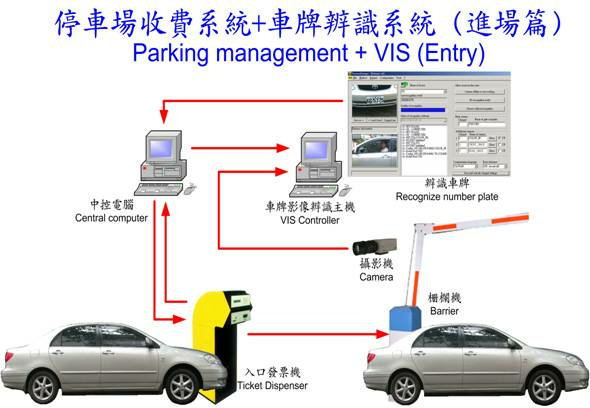 停車場收費系統+車牌辨識系統（進場篇）
Parking management + VIS (Entry)
中控電腦
Central computer
車牌影像辨識主機
VIS Controller
辨識車牌
Recognize number plate
攝影機
Camera
柵欄機
Barrier
入口發票機
Ticket Dispenser